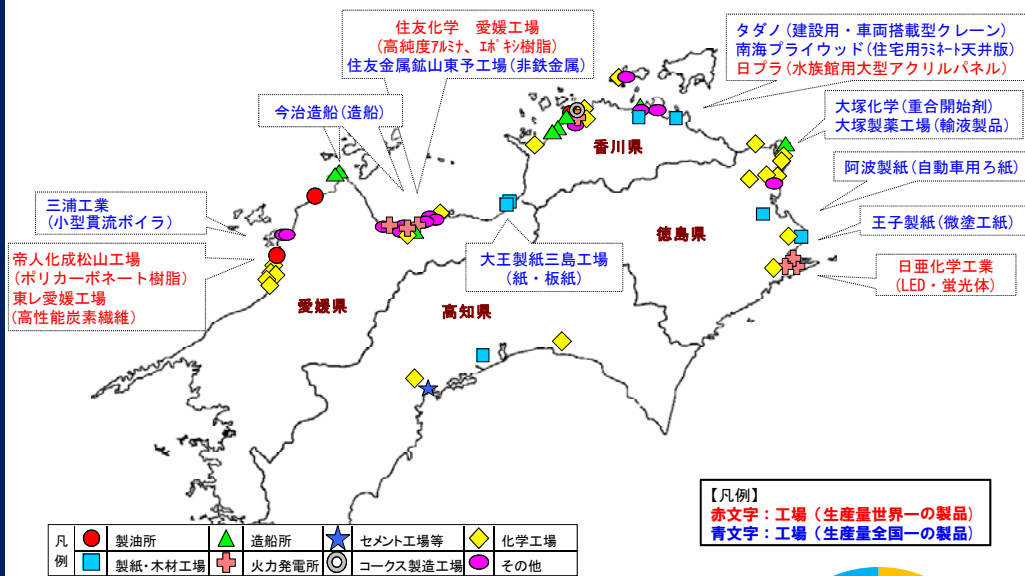 住友化学 愛媛工場
(高純度ｱﾙﾐﾅ、ｴﾎﾟｷｼ樹脂)
住友金属鉱山東予工場(非鉄金属)
タダノ(建設用・車両搭載型クレーン)
南海プライウッド(住宅用ﾗﾐﾈｰﾄ天井版)
日プラ(水族館用大型アクリルパネル)
今治造船(造船)
大塚化学(重合開始剤)
大塚製薬工場(輸液製品)
香川県
阿波製紙(自動車用ろ紙)
三浦工業
(小型貫流ボイラ)
王子製紙(微塗工紙)
徳島県
大王製紙三島工場
(紙・板紙)
帝人化成松山工場
(ポリカーボネート樹脂)
東レ愛媛工場
(高性能炭素繊維)
日亜化学工業
(LED・蛍光体)
愛媛県
高知県
【凡例】
赤文字：工場（生産量世界一の製品)
青文字：工場（生産量全国一の製品)
凡例
製油所
造船所
セメント工場等
化学工場
製紙・木材工場
火力発電所
コークス製造工場
その他